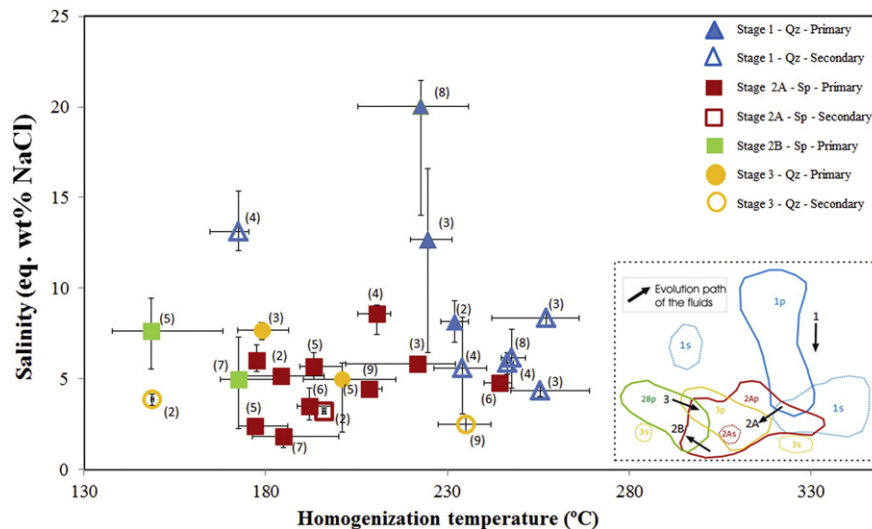 25
20
15
10
5
0
Salinity (eq. wt% NaCl)
130
180
230
280
330
Homogenization temperature (ºC)
Stage 1 - Qz - Primary
Stage 1 - Qz - Secondary
Stage 2A - Sp - Primary
Stage 2A - Sp - Secondary
Stage 2B - Sp - Primary
Stage 3 - Qz - Primary
Stage 3 - Qz - Secondary
(8)
(4)
(3)
(4)
(2)
(3)
(5)
(3)
(5)
(3)
(8)
(2)
(9)
(4)
(4)
(7)
(6)
(5)
(6)
(3)
(2)
(5)
(2)
(9)
(7)
Evolution path
of the fluids
1p
1
1s
1s
2Bp
3
3p
2Ap
2A
2B
2As
3s
3s